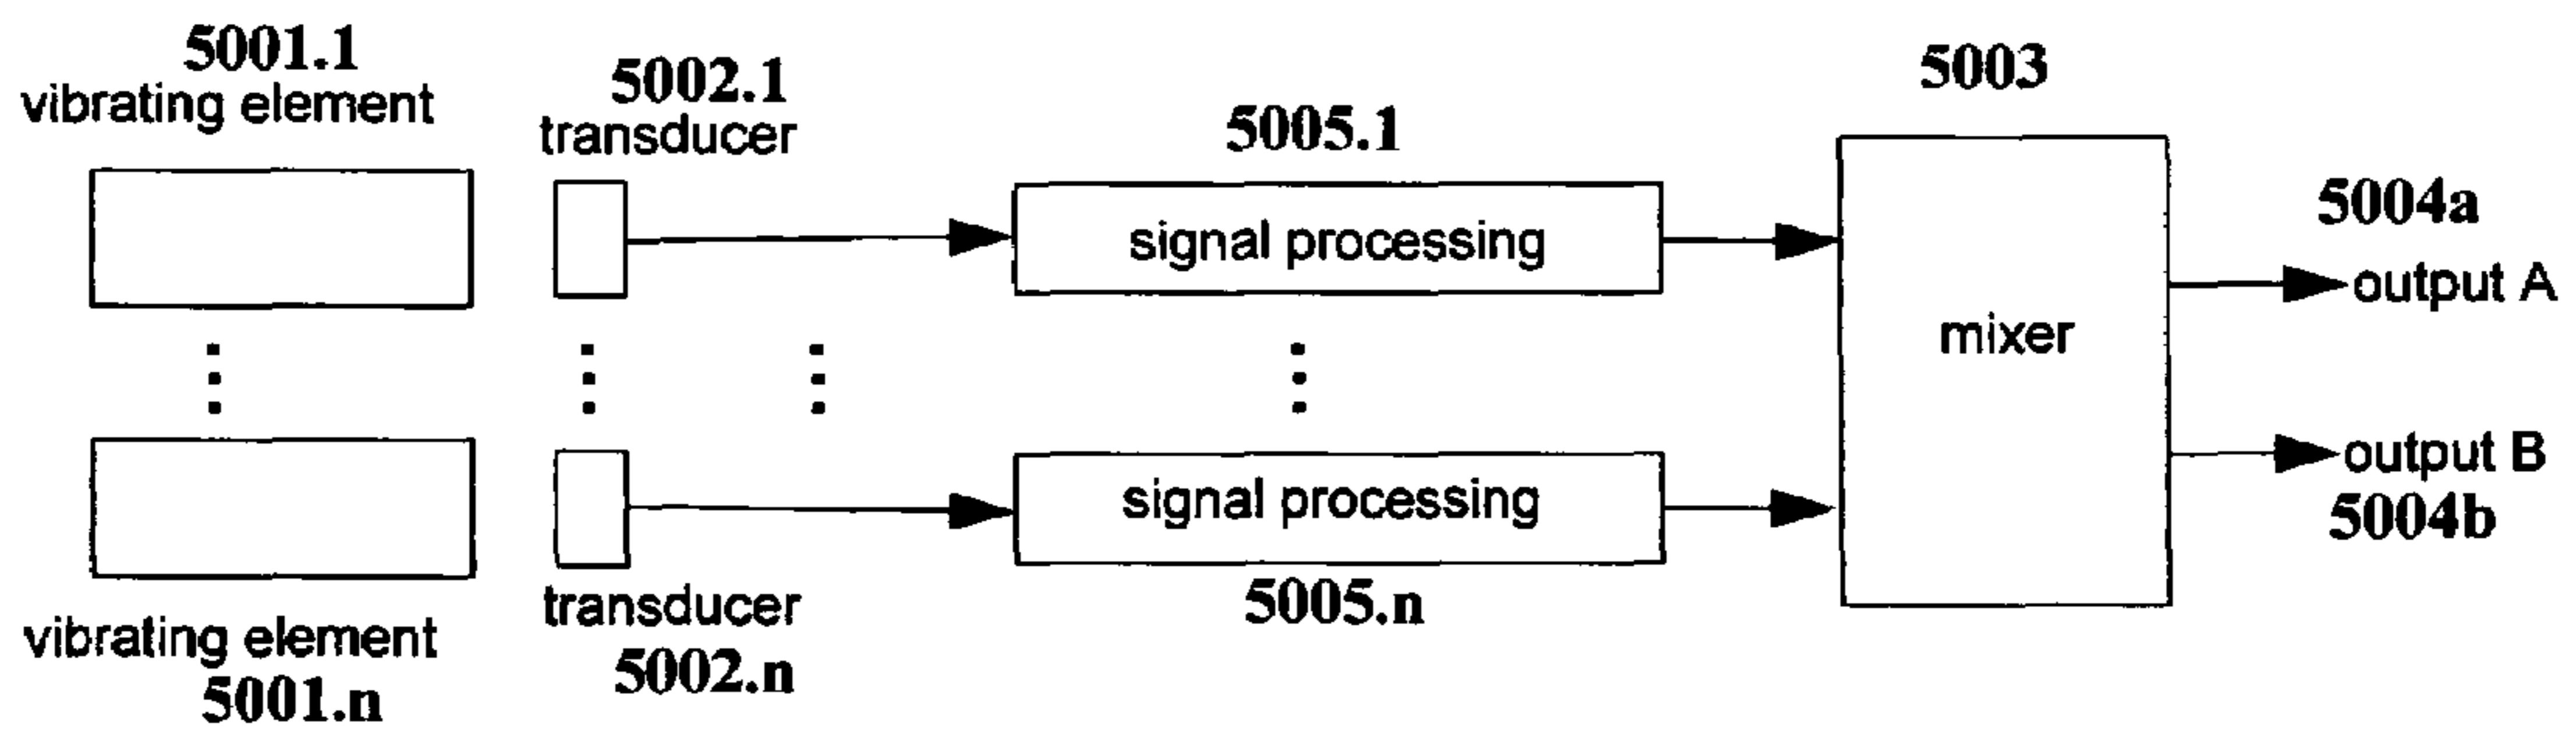 5001.1
vibrating element
5002.1
transducer
5005.1
signal processing
5003
mixer
5004a
output A
output B
5004b
signal processing
5005.n
transducer
5002.n
vibrating element
5001.n